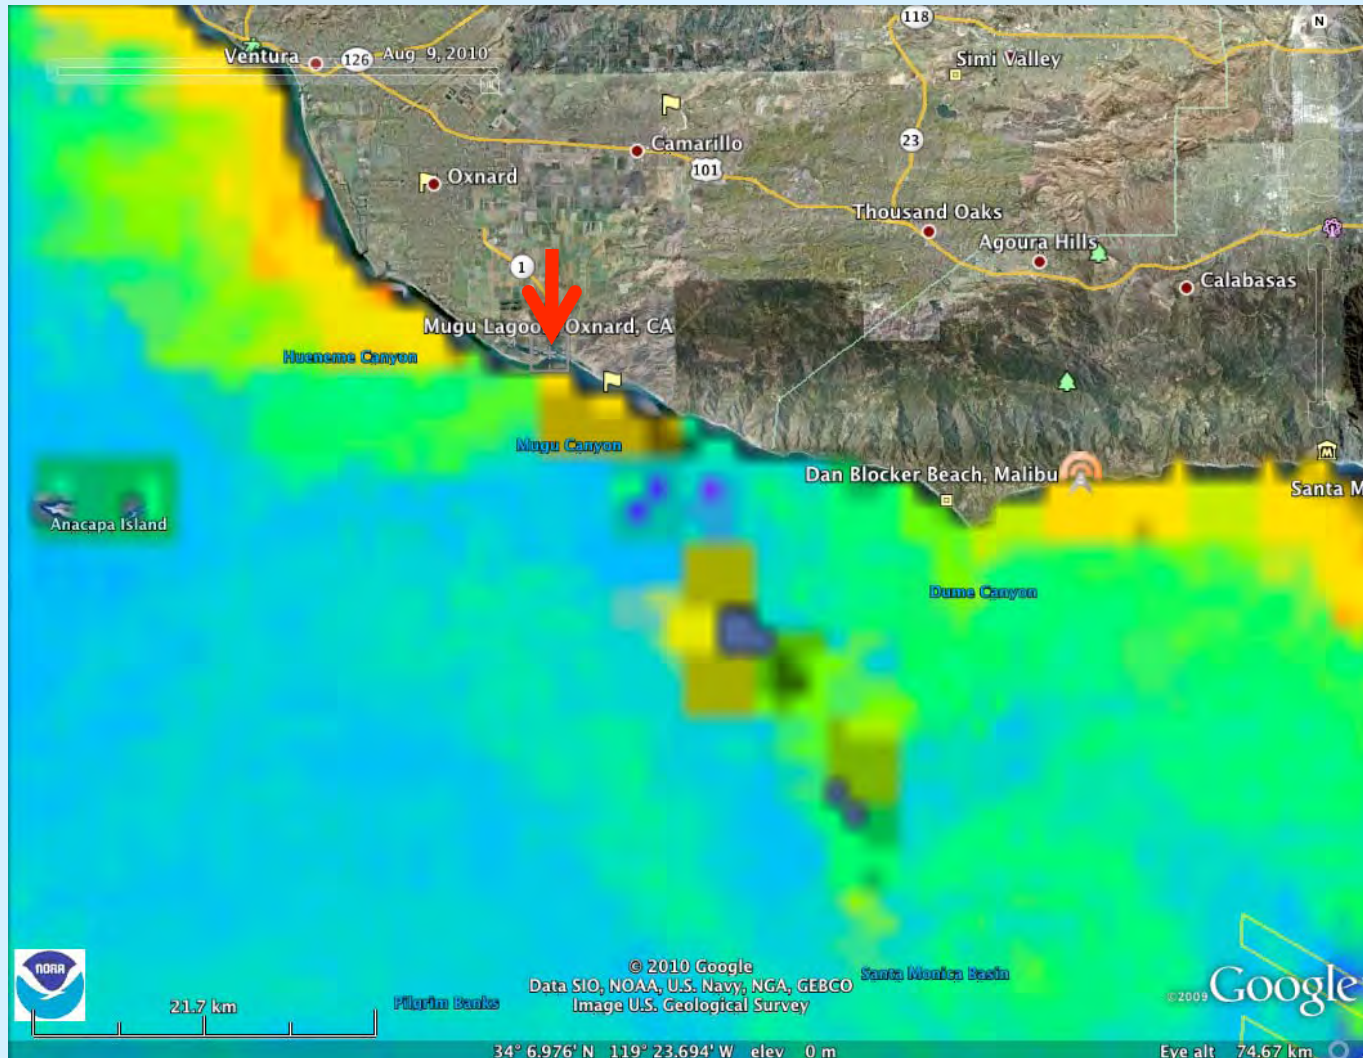 118
N
Ventura
126
Aug 9, 2010
Simi Valley
Camarillo
23
101
Oxnard
Thousand Oaks
Agoura Hills
1
Calabasas
Mugu Lagoon, Oxnard, CA
Hueneme Canyon
Mugu Canyon
Dan Blocker Beach, Malibu
Santa M
Anacapa Island
Dume Canyon
NOAA
© 2010 Google
Data SIO, NOAA, U.S. Navy, NGA, GEBCO
Image U.S. Geological Survey
Santa Monica Basin
©2009 Google
21.7 km
Pilgrim Banks
34° 6.976' N 119° 23.694' W elev 0 m
Eye alt 74.67 km